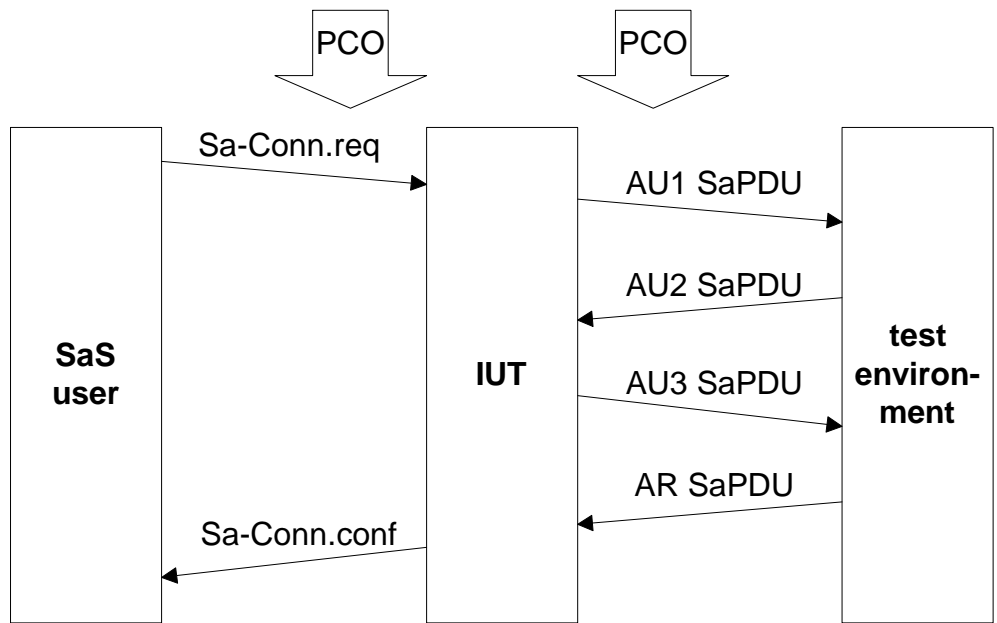 PCO
PCO
Sa-Conn.req
AU1 SaPDU
AU2 SaPDU
SaS
user
IUT
test
environ-
ment
AU3 SaPDU
AR SaPDU
Sa-Conn.conf